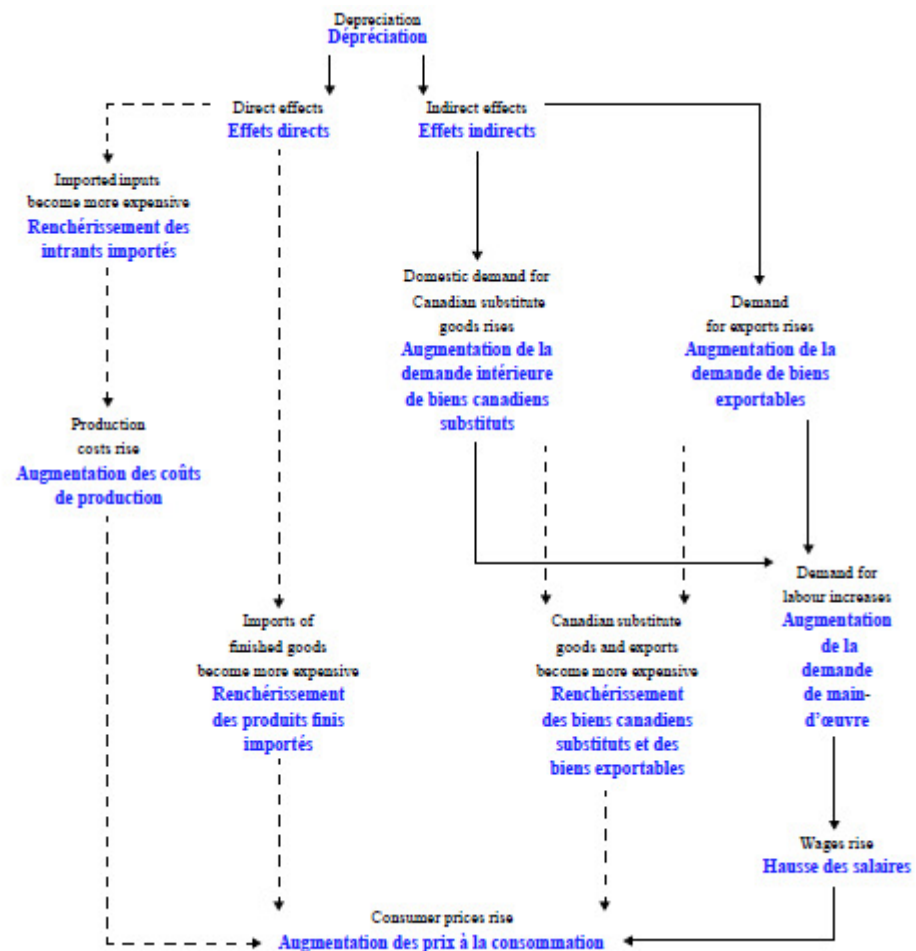 Depreciation
Dépréciation
Direct effects
Effets directs
Indirect effects
Effets indirects
Imported inputs
become more expensive
Renchérissement des
intrants importés
Domestic demand for
Canadian substitute
goods rises
Augmentation de la
demande intérieure
de biens canadiens
substituts
Demand
for exports rises
Augmentation de la
demande de biens
exportables
Production
costs rise
Augmentation des coûts
de production
Imports of
finished goods
become more expensive
Renchérissement
des produits finis
importés
Canadian substitute
goods and exports
become more expensive
Renchérissement
des biens canadiens
substituts et des
biens exportables
Demand for
labour increases
Augmentation
de la
demande
de main-
d'œuvre
Wages rise
Hausse des salaires
Consumer prices rise
Augmentation des prix à la consommation